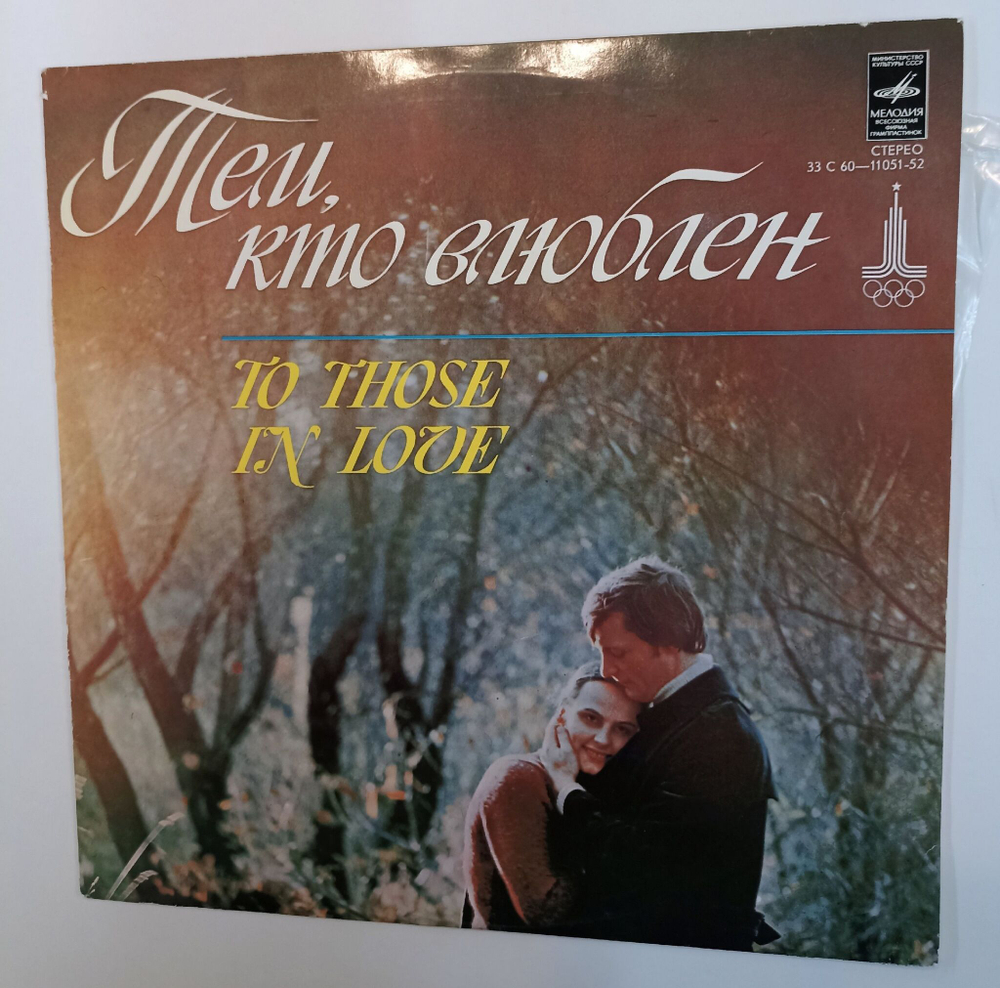 Тем,
кто влюблен
TO THOSE
IN LOVE
МИНИСТЕРСТВО
КУЛЬТУРЫ СССР
МЕЛОДИЯ
ВСЕСОЮЗНАЯ
ФИРМА
ГРАМПЛАСТИНОК
СТЕРЕО
33 С 60—11051-52